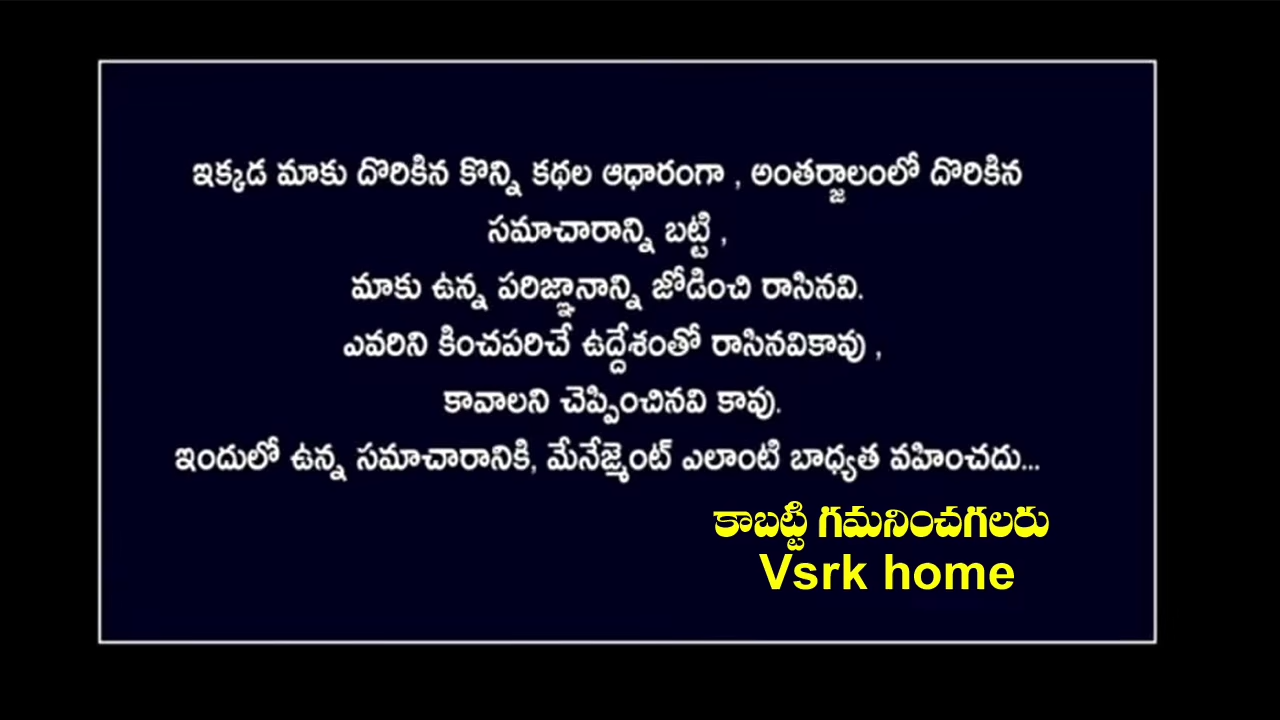 ఇక్కడ మాకు దొరికిన కొన్ని కథల ఆధారంగా , అంతర్జాలంలో దొరికిన
సమాచారాన్ని బట్టి ,
మాకు ఉన్న పరిజ్ఞానాన్ని జోడించి రాసినవి.
ఎవరిని కించపరిచే ఉద్దేశంతో రాసినవికావు ,
కావాలని చెప్పించినవి కావు.
ఇందులో ఉన్న సమాచారానికి, మేనేజ్మెంట్ ఎలాంటి బాధ్యత వహించదు...
కాబట్టి గమనించగలరు
Vsrk home